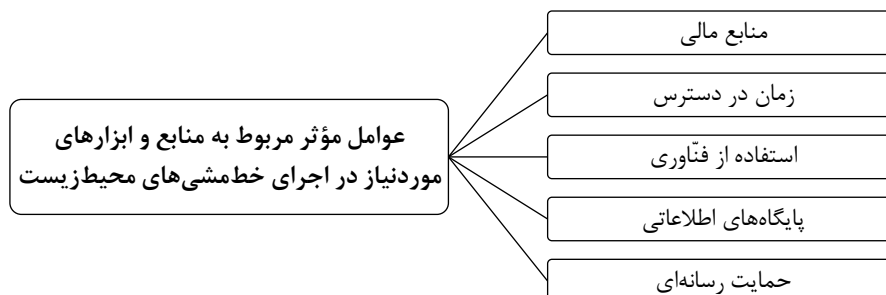 عوامل مؤثر مربوط به منابع و ابزارهای
موردنیاز در اجرای خط‌مشی‌های محیط‌زیست
منابع مالی
زمان در دسترس
استفاده از فنّاوری
پایگاه‌های اطلاعاتی
حمایت رسانه‌ای